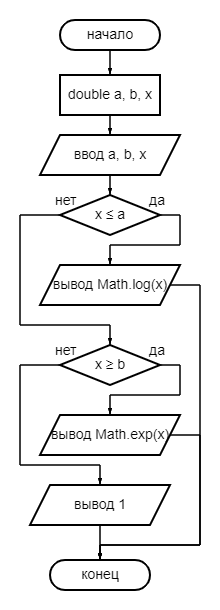 начало
double a, b, x
ввод a, b, x
нет
да
x ≤ a
вывод Math.log(x)
нет
да
x ≥ b
вывод Math.exp(x)
вывод 1
конец